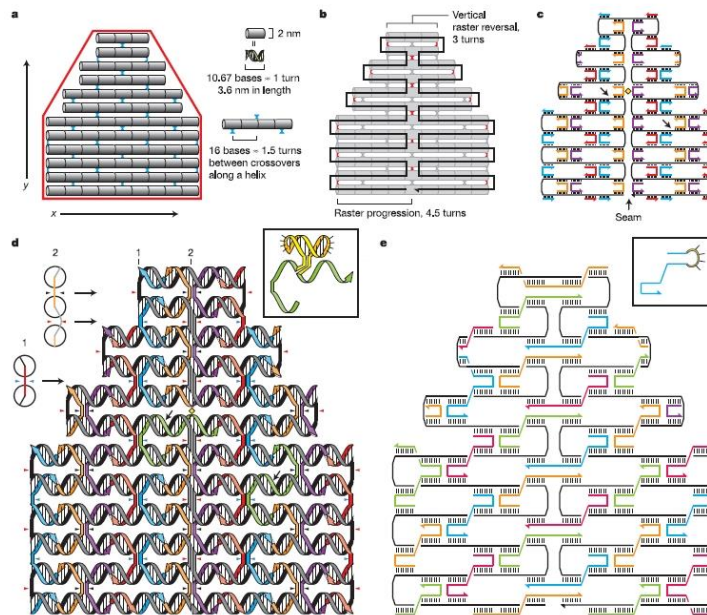 a
2 nm
10.67 bases = 1 turn
3.6 nm in length
16 bases = 1.5 turns
between crossovers
along a helix
y
x
b
Vertical
raster reversal,
3 turns
Raster progression, 4.5 turns
c
Seam
d
2
1
1
2
e